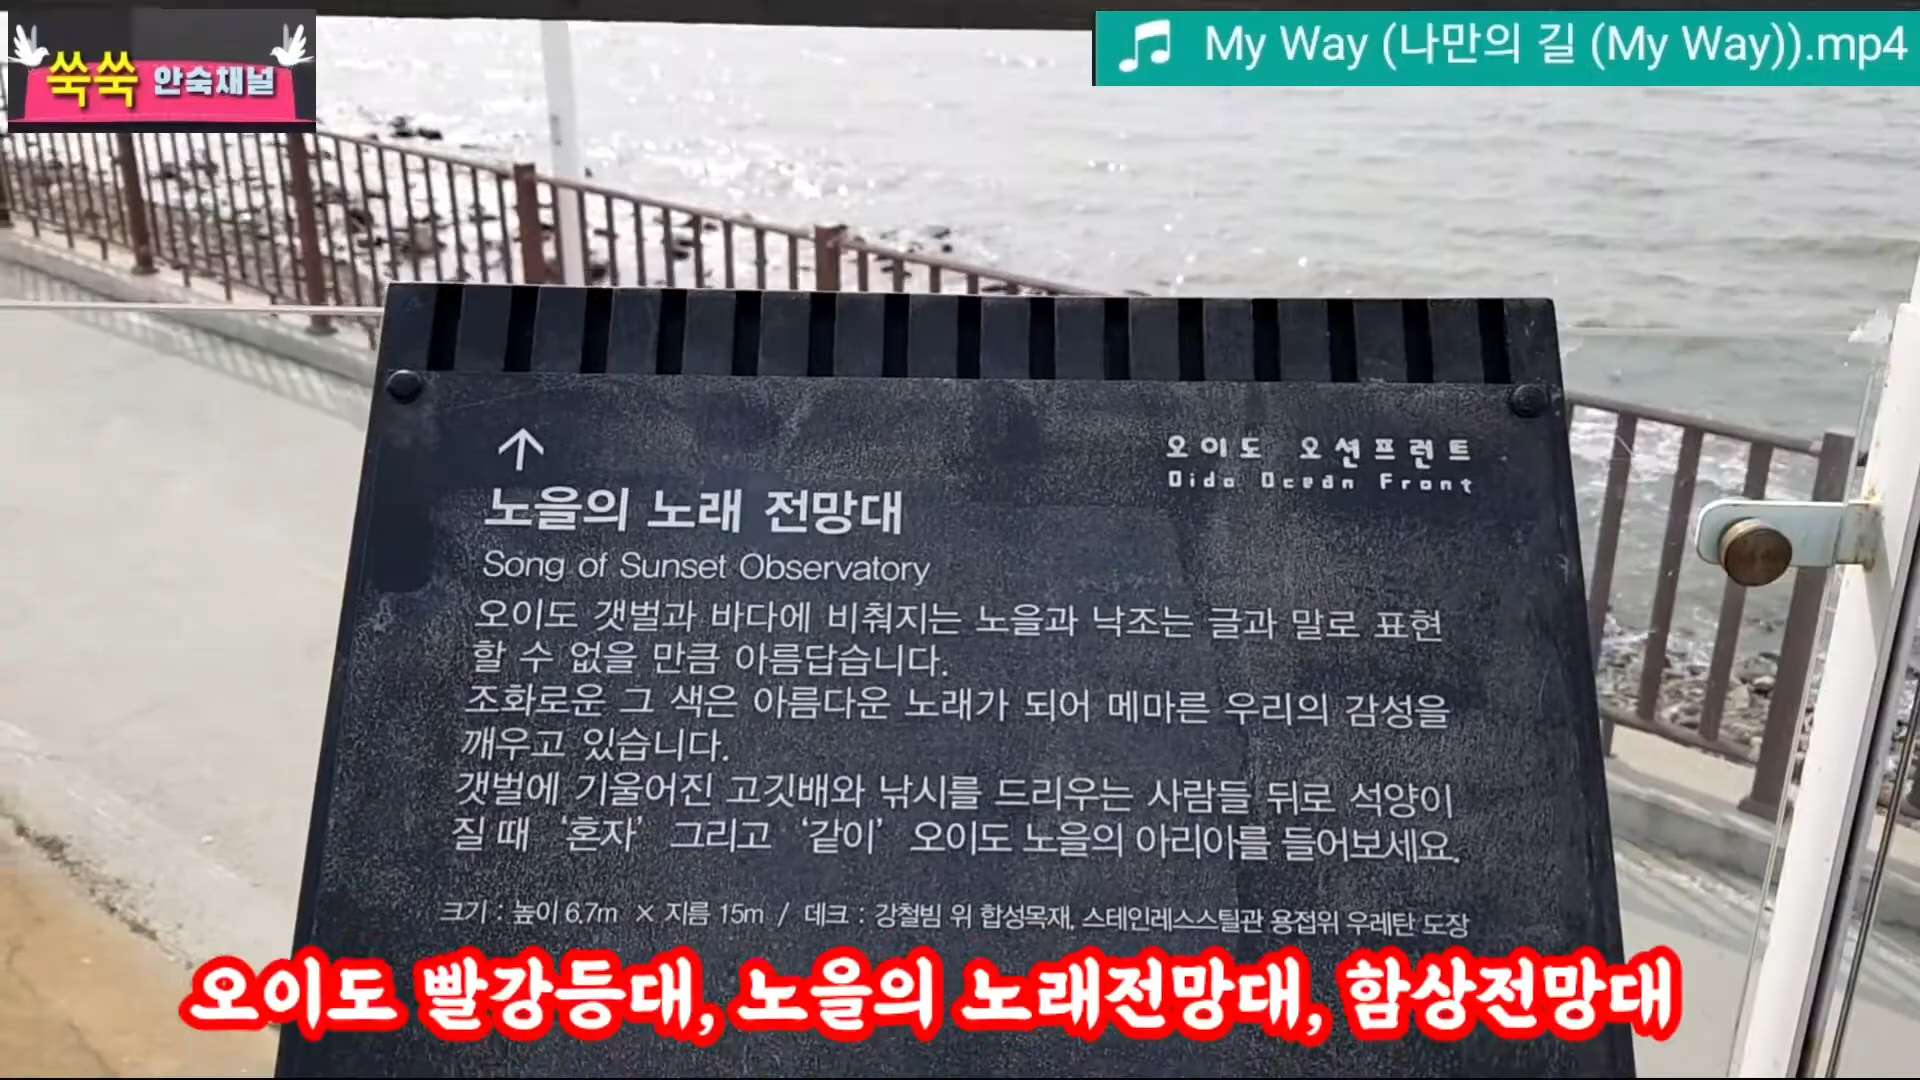 쑥쑥 안숙채널
My Way (나만의 길 (My Way)).mp4
오이도 오션프런트
Oido Ocean Front
노을의 노래 전망대
Song of Sunset Observatory
오이도 갯벌과 바다에 비춰지는 노을과 낙조는 글과 말로 표현
할 수 없을 만큼 아름답습니다.
조화로운 그 색은 아름다운 노래가 되어 메마른 우리의 감성을
깨우고 있습니다.
갯벌에 기울어진 고깃배와 낚시를 드리우는 사람들 뒤로 석양이
질 때 ‘혼자’ 그리고 ‘같이’ 오이도 노을의 아리아를 들어보세요.
크기 : 높이 6.7m × 지름 15m / 데크 : 강철빔 위 합성목재, 스테인레스스틸관 용접위 우레탄 도장
오이도 빨강등대, 노을의 노래전망대, 함상전망대